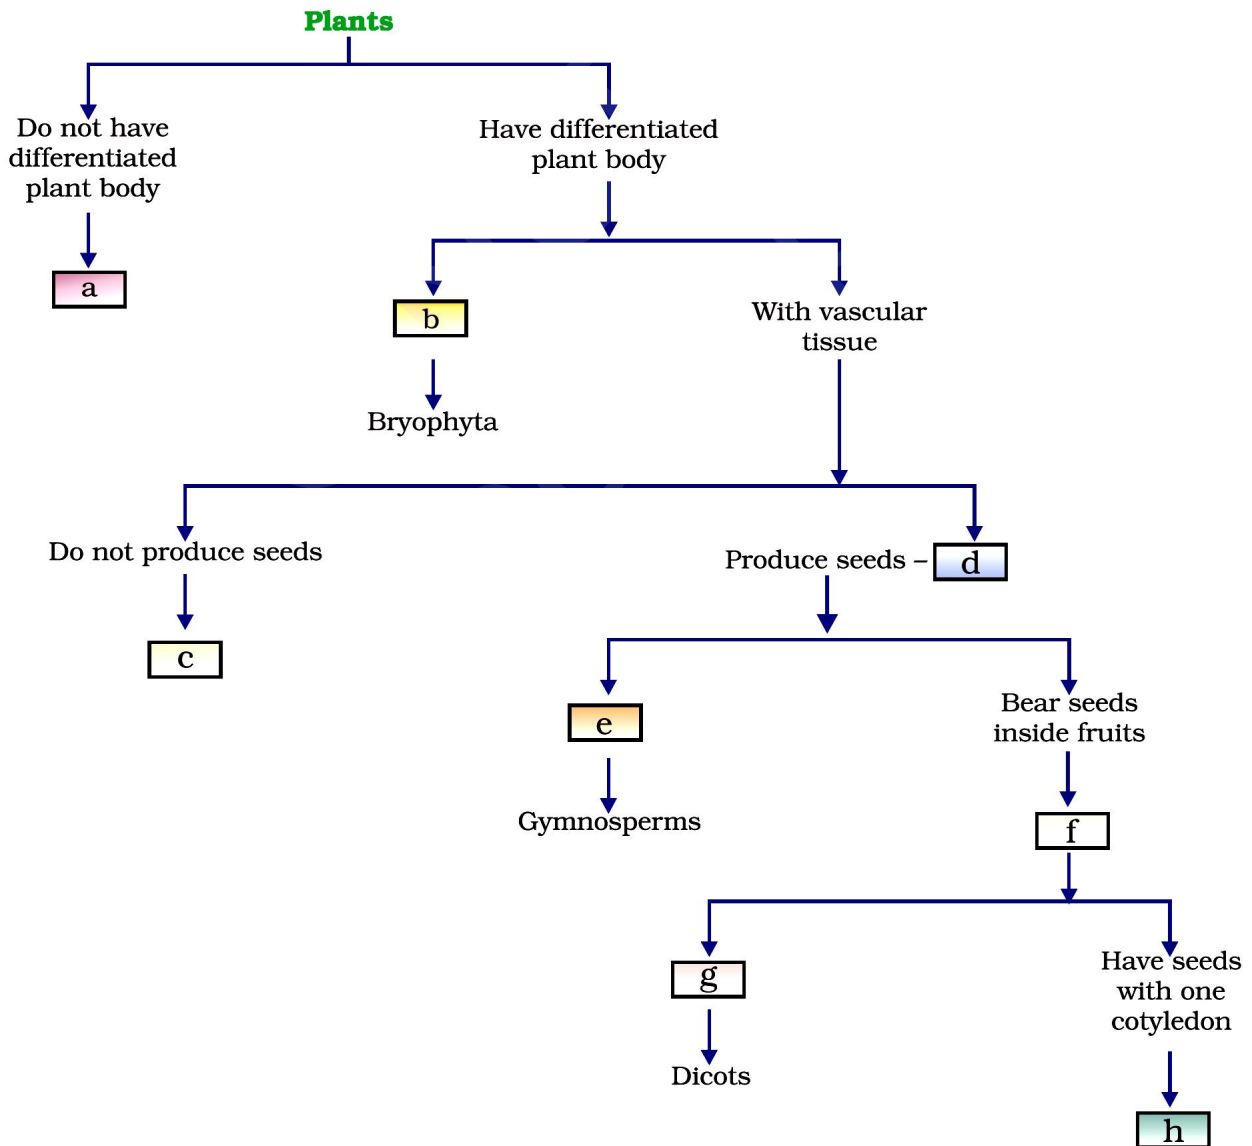 Plants
Do not have
differentiated
plant body
Have differentiated
plant body
a
b
With vascular
tissue
Bryophyta
Do not produce seeds
Produce seeds – d
c
e
Bear seeds
inside fruits
Gymnosperms
f
g
Have seeds
with one
cotyledon
Dicots
h